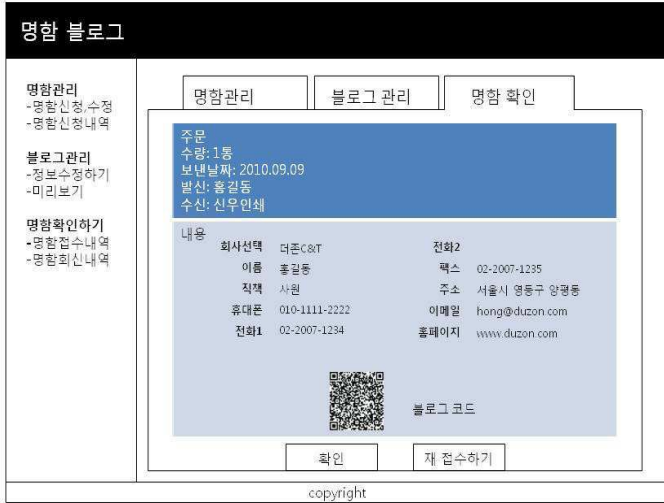 명함 블로그
명함관리
-명함신청,수정
-명함신청내역
블로그관리
-정보수정하기
-미리보기
명함확인하기
-명함접수내역
-명함회신내역
명함관리
블로그 관리
명함 확인
주문
수량: 1통
보낸날짜: 2010.09.09
발신: 홍길동
수신: 신우인쇄
내용
회사선택 더존C&T
이름 홍길동
직책 사원
휴대폰 010-1111-2222
전화1 02-2007-1234
전화2
팩스 02-2007-1235
주소 서울시 영등구 양평동
이메일 hong@duzon.com
홈페이지 www.duzon.com
블로그 코드
확인
재 접수하기
copyright